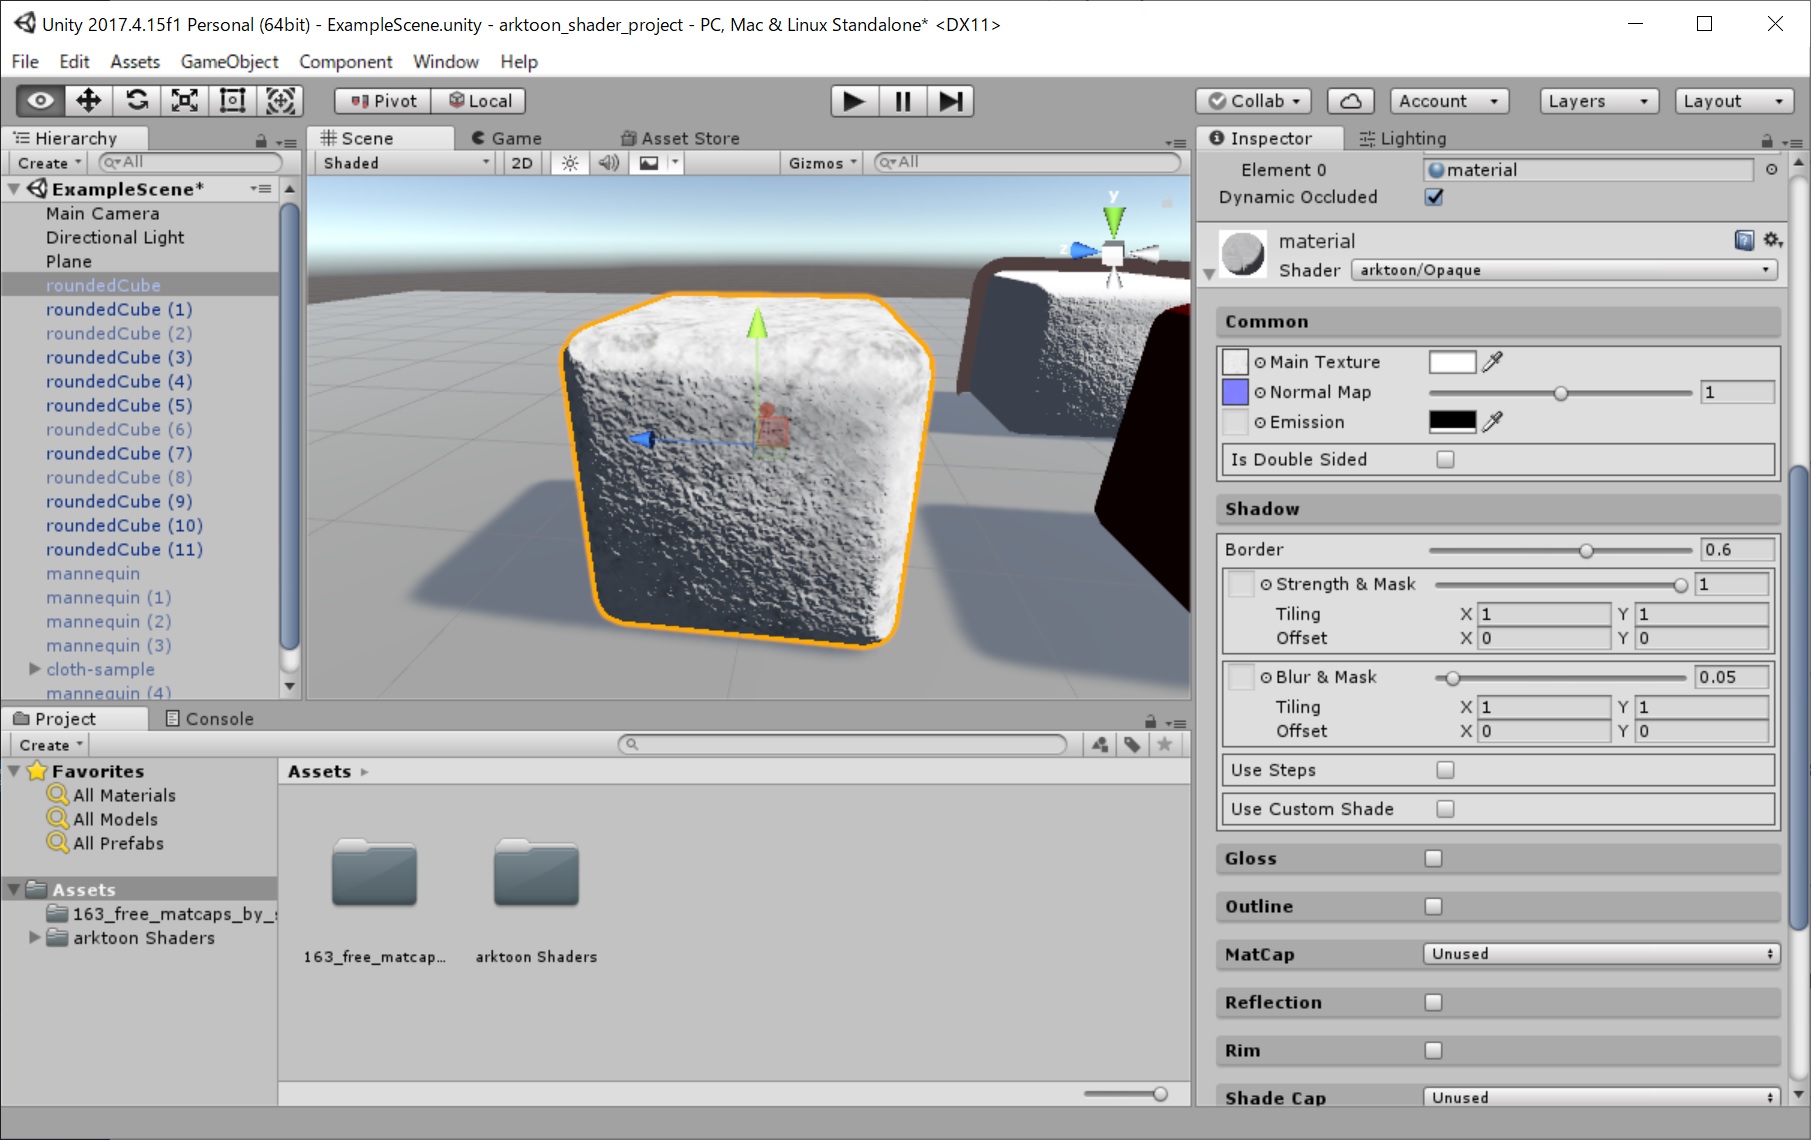 Unity 2017.4.15f1 Personal (64bit) - ExampleScene.unity - arktoon_shader_project - PC, Mac & Linux Standalone* <DX11>
File Edit Assets GameObject Component Window Help
Pivot Local Collab Account Layers Layout
Hierarchy
Create All
ExampleScene*
Main Camera
Directional Light
Plane
roundedCube
roundedCube (1)
roundedCube (2)
roundedCube (3)
roundedCube (4)
roundedCube (5)
roundedCube (6)
roundedCube (7)
roundedCube (8)
roundedCube (9)
roundedCube (10)
roundedCube (11)
mannequin
mannequin (1)
mannequin (2)
mannequin (3)
cloth-sample
mannequin (4)
Scene Game Asset Store
Shaded 2D Gizmos All
y
z
Project Console
Create
Favorites
All Materials
All Models
All Prefabs
Assets
163_free_matcaps_by_s
arktoon Shaders
Assets
163_free_matcap...
arktoon Shaders
Inspector Lighting
Element 0 material
Dynamic Occluded
material
Shader arktoon/Opaque
Common
Main Texture
Normal Map 1
Emission
Is Double Sided
Shadow
Border 0.6
Strength & Mask 1
Tiling X 1 Y 1
Offset X 0 Y 0
Blur & Mask 0.05
Tiling X 1 Y 1
Offset X 0 Y 0
Use Steps
Use Custom Shade
Gloss
Outline
MatCap Unused
Reflection
Rim
Shade Cap Unused